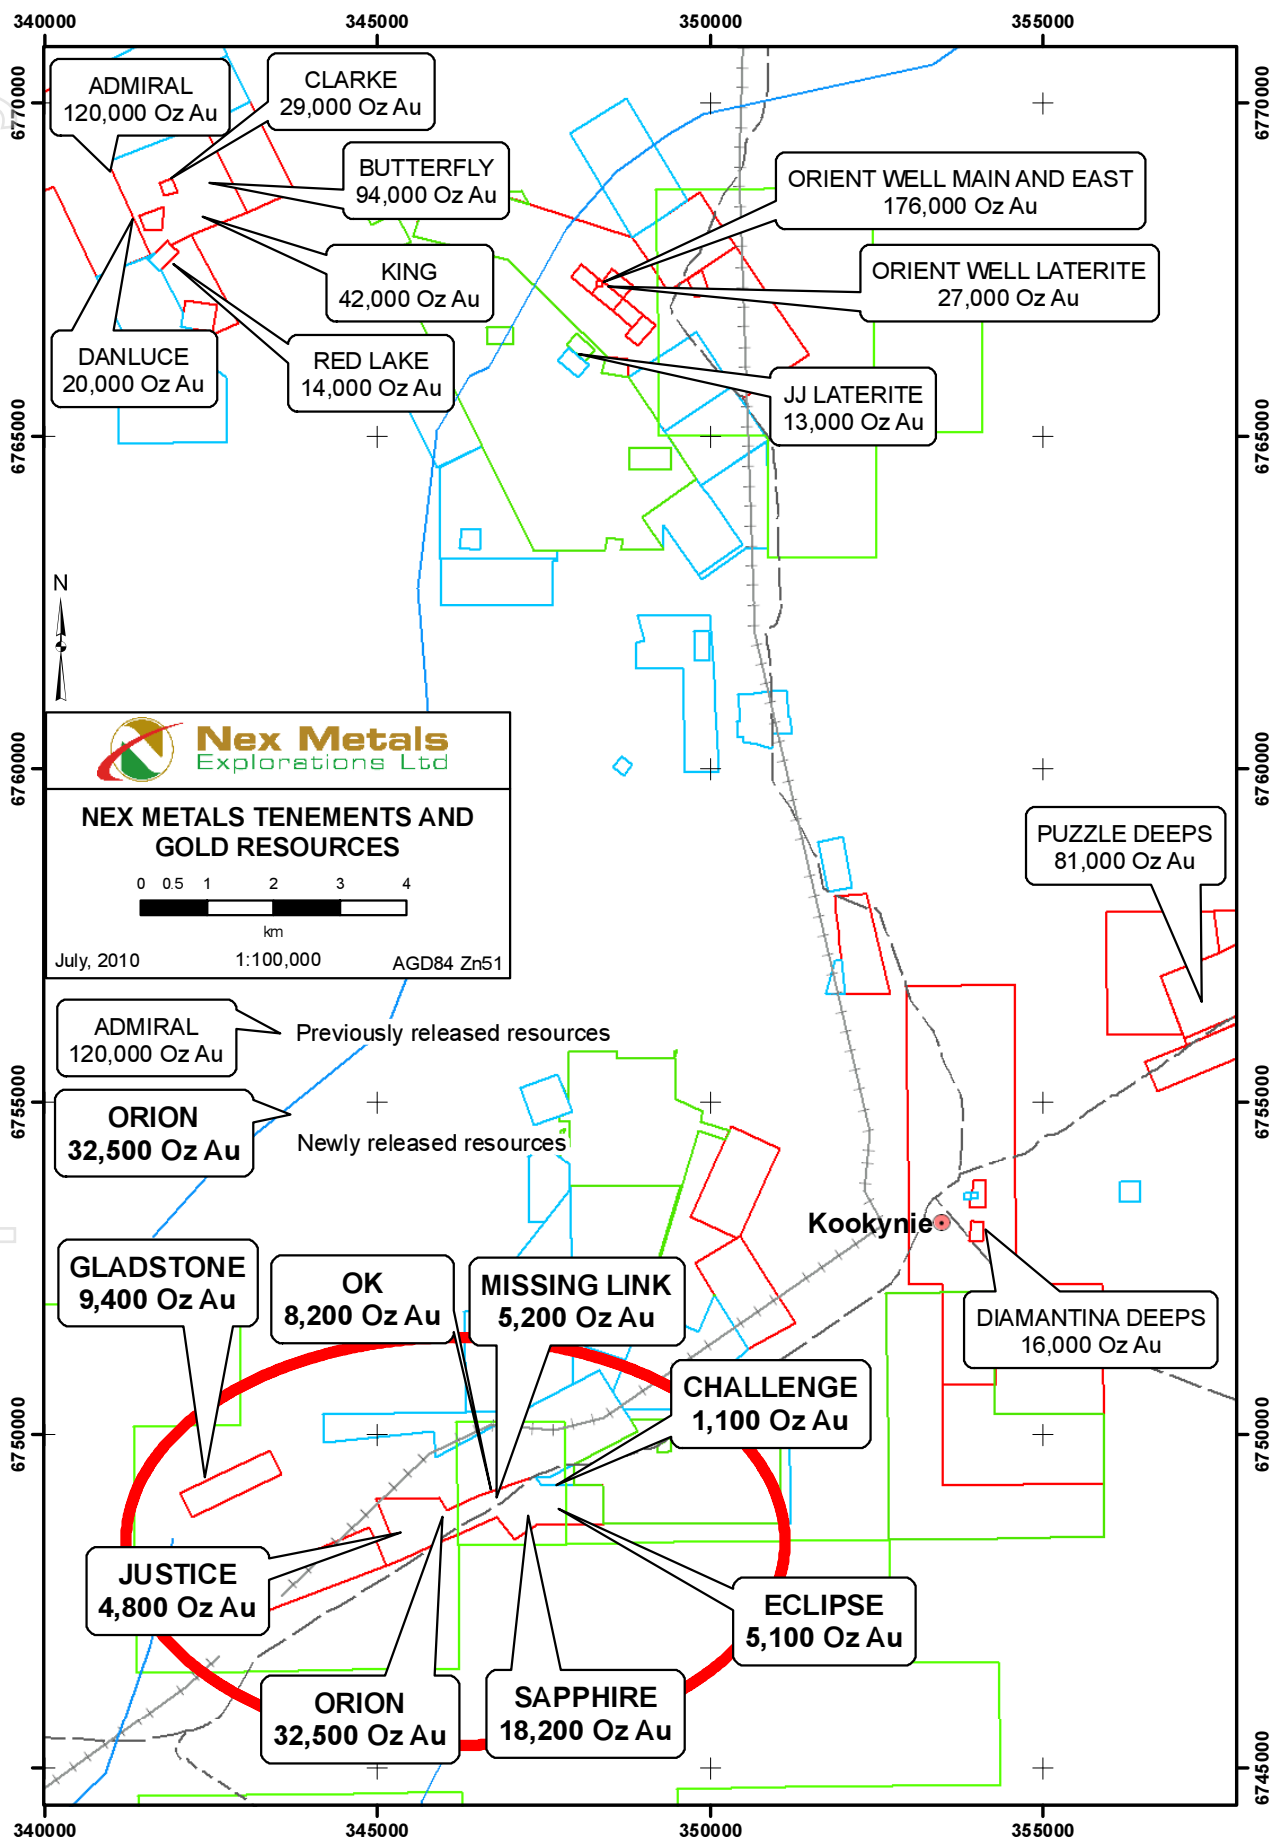 340000
345000
350000
355000
6770000
6770000
ADMIRAL
120,000 Oz Au
CLARKE
29,000 Oz Au
BUTTERFLY
94,000 Oz Au
ORIENT WELL MAIN AND EAST
176,000 Oz Au
KING
42,000 Oz Au
ORIENT WELL LATERITE
27,000 Oz Au
DANLUCE
20,000 Oz Au
RED LAKE
14,000 Oz Au
JJ LATERITE
13,000 Oz Au
6765000
6765000
N
Nex Metals
Explorations Ltd
6760000
6760000
NEX METALS TENEMENTS AND
GOLD RESOURCES
0 0.5 1 2 3 4
km
July, 2010 1:100,000 AGD84 Zn51
PUZZLE DEEPS
81,000 Oz Au
ADMIRAL
120,000 Oz Au
Previously released resources
6755000
6755000
ORION
32,500 Oz Au
Newly released resources
Kookynie
GLADSTONE
9,400 Oz Au
OK
8,200 Oz Au
MISSING LINK
5,200 Oz Au
DIAMANTINA DEEPS
16,000 Oz Au
CHALLENGE
1,100 Oz Au
6750000
6750000
JUSTICE
4,800 Oz Au
ECLIPSE
5,100 Oz Au
ORION
32,500 Oz Au
SAPPHIRE
18,200 Oz Au
6745000
6745000
340000
345000
350000
355000